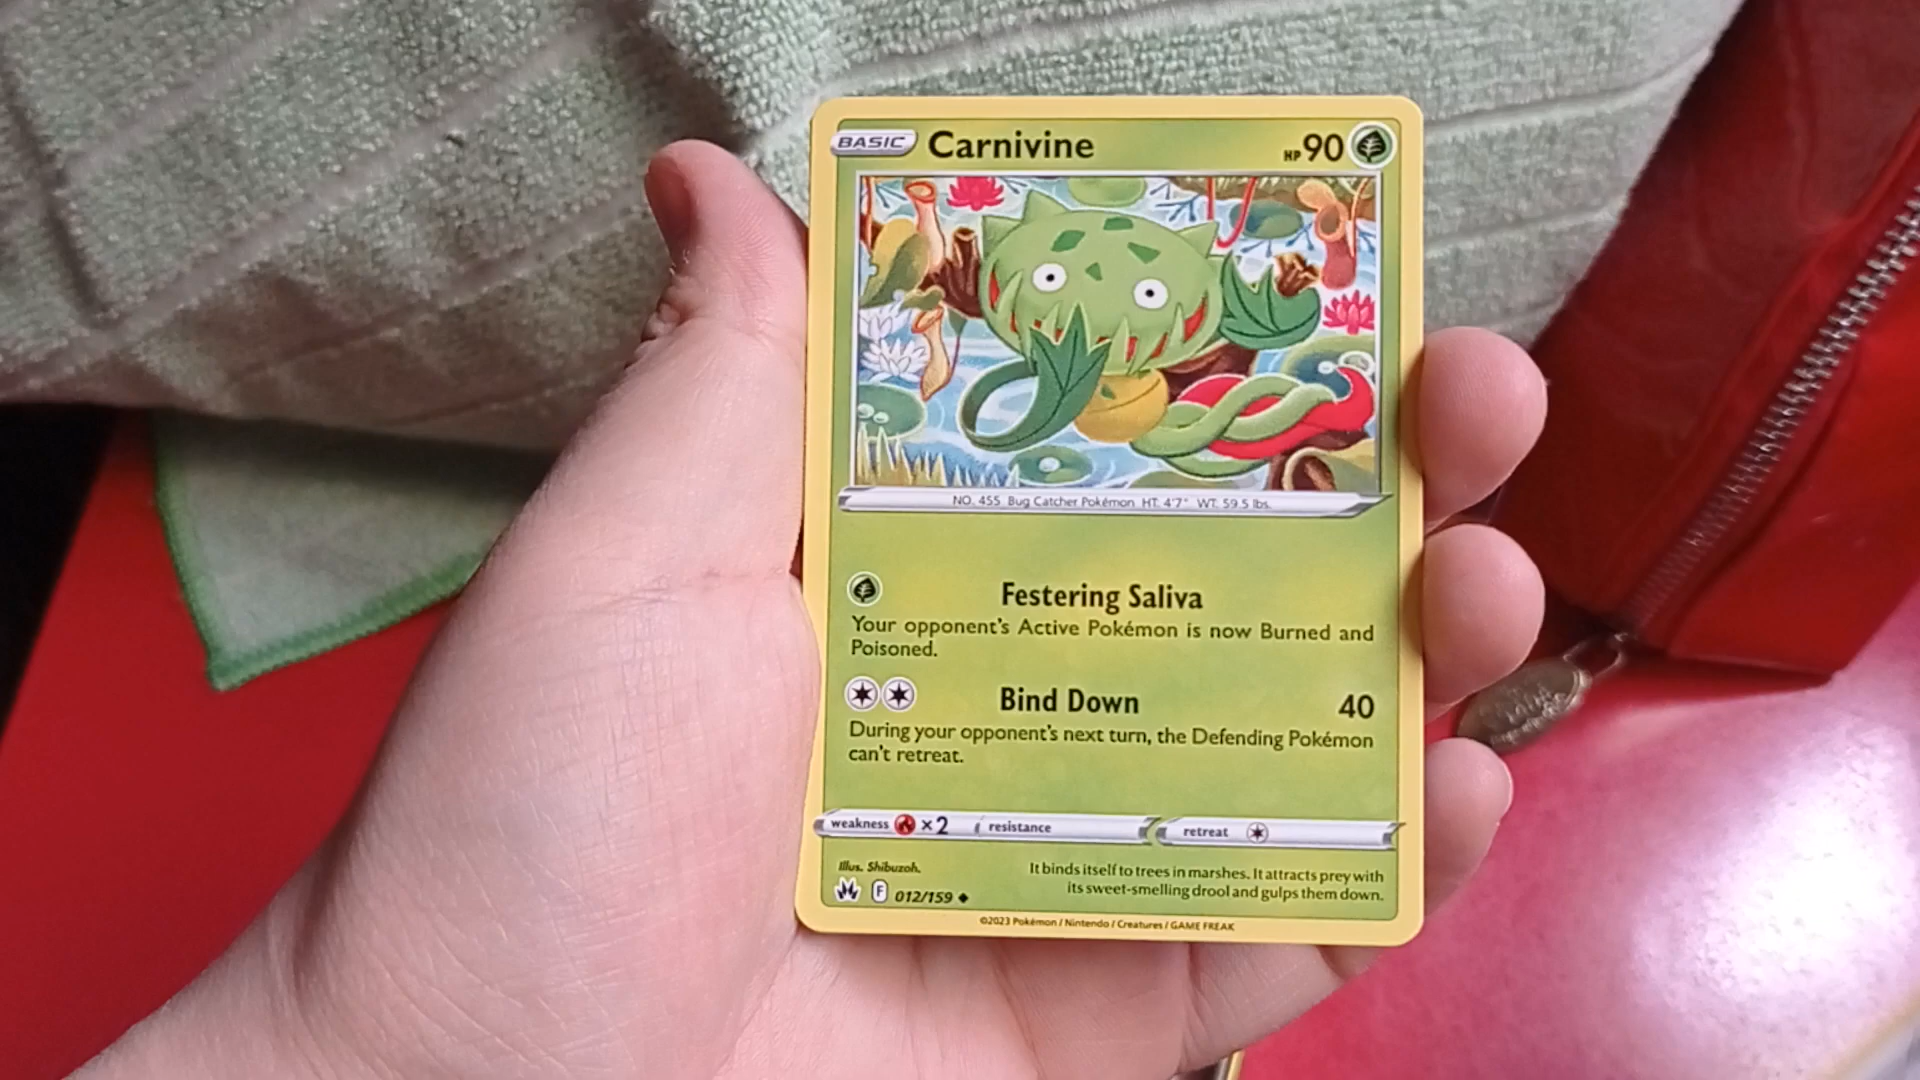 BASIC Carnivine HP 90
NO. 455 Bug Catcher Pokémon HT: 4'7" WT: 59.5 lbs.
Festering Saliva
Your opponent's Active Pokémon is now Burned and
Poisoned.
Bind Down 40
During your opponent's next turn, the Defending Pokémon
can't retreat.
weakness ×2 resistance retreat
Illus. Shibuzoh.
It binds itself to trees in marshes. It attracts prey with
its sweet-smelling drool and gulps them down.
F 012/159
©2023 Pokémon / Nintendo / Creatures / GAME FREAK